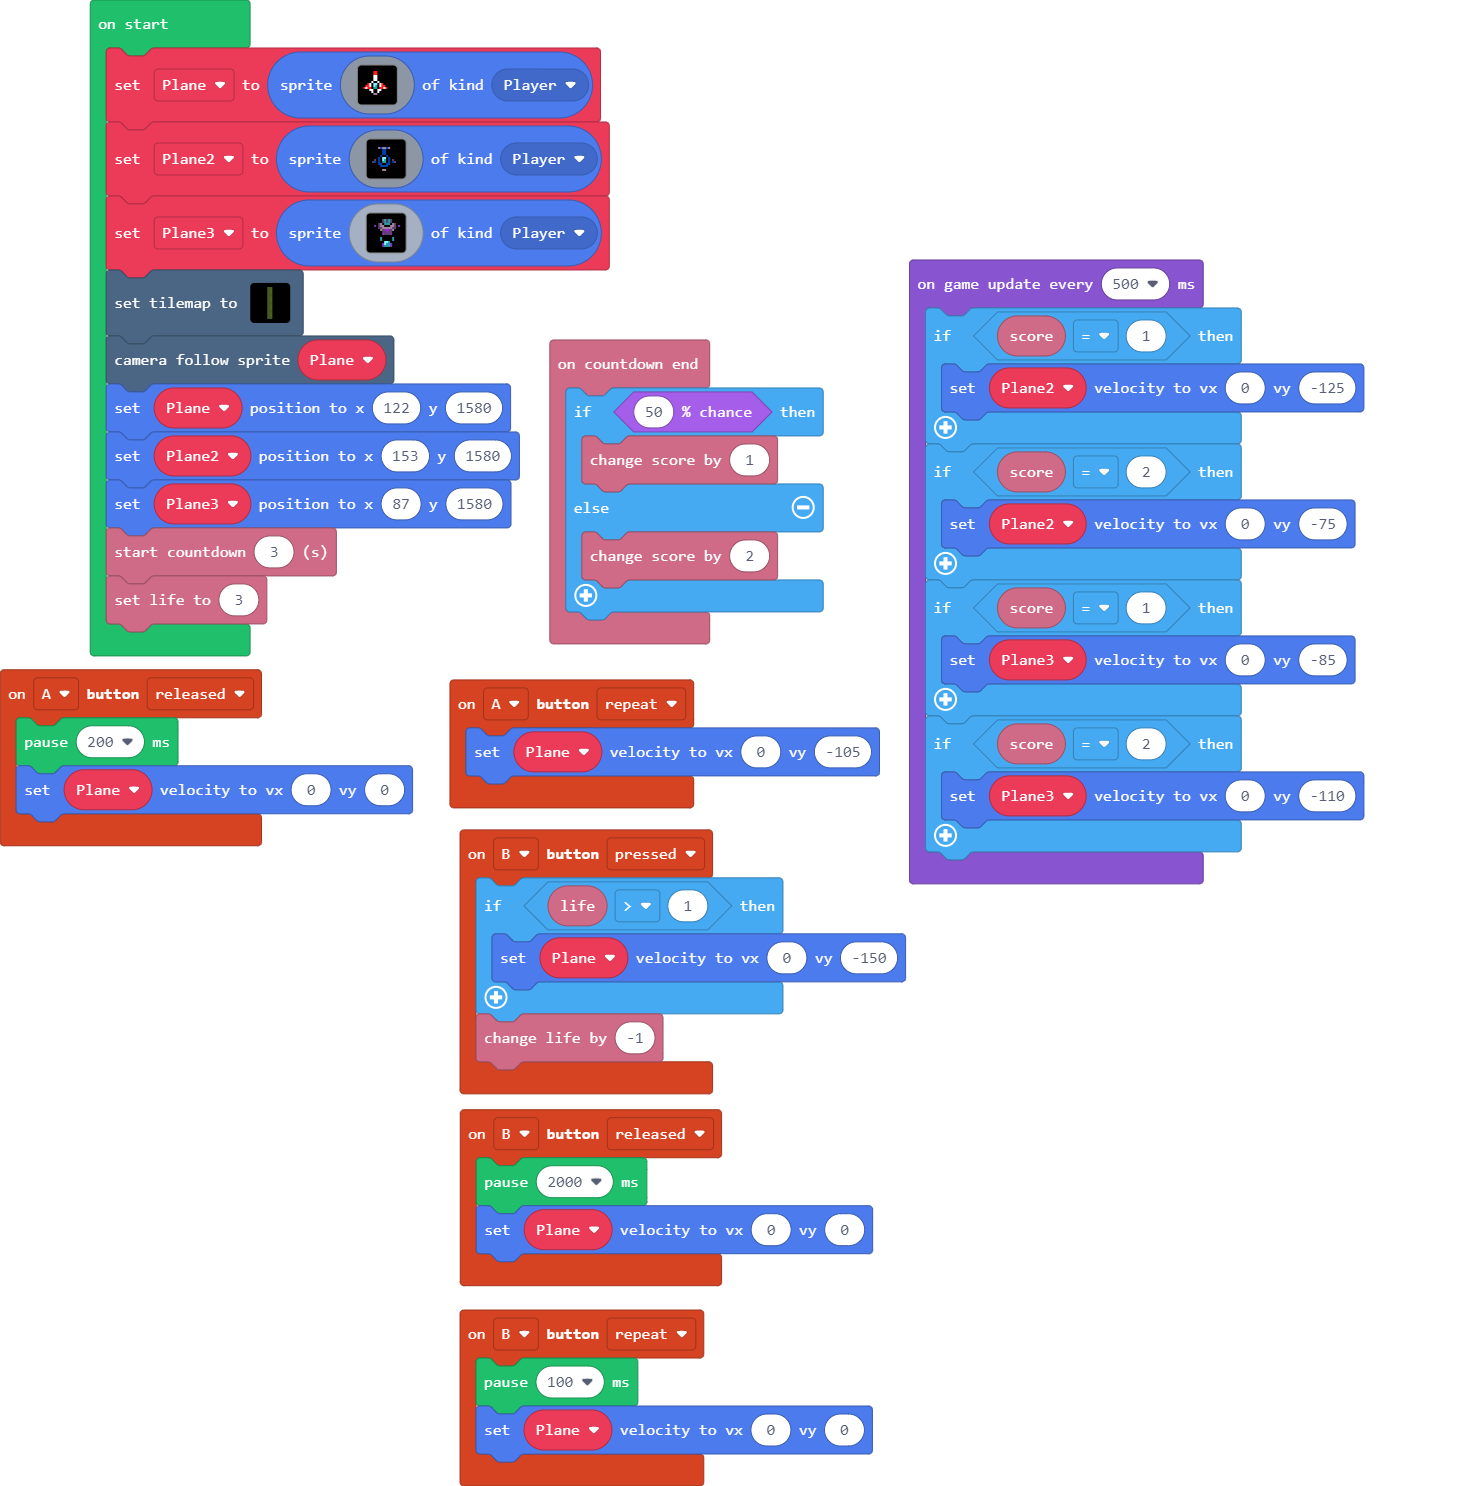 on start
set Plane to sprite of kind Player
set Plane2 to sprite of kind Player
set Plane3 to sprite of kind Player
set tilemap to
camera follow sprite Plane
set Plane position to x 122 y 1580
set Plane2 position to x 153 y 1580
set Plane3 position to x 87 y 1580
start countdown 3 (s)
set life to 3
on countdown end
if 50 % chance then
change score by 1
else
change score by 2
on game update every 500 ms
if score = 1 then
set Plane2 velocity to vx 0 vy -125
if score = 2 then
set Plane2 velocity to vx 0 vy -75
if score = 1 then
set Plane3 velocity to vx 0 vy -85
if score = 2 then
set Plane3 velocity to vx 0 vy -110
on A button released
pause 200 ms
set Plane velocity to vx 0 vy 0
on A button repeat
set Plane velocity to vx 0 vy -105
on B button pressed
if life > 1 then
set Plane velocity to vx 0 vy -150
change life by -1
on B button released
pause 2000 ms
set Plane velocity to vx 0 vy 0
on B button repeat
pause 100 ms
set Plane velocity to vx 0 vy 0